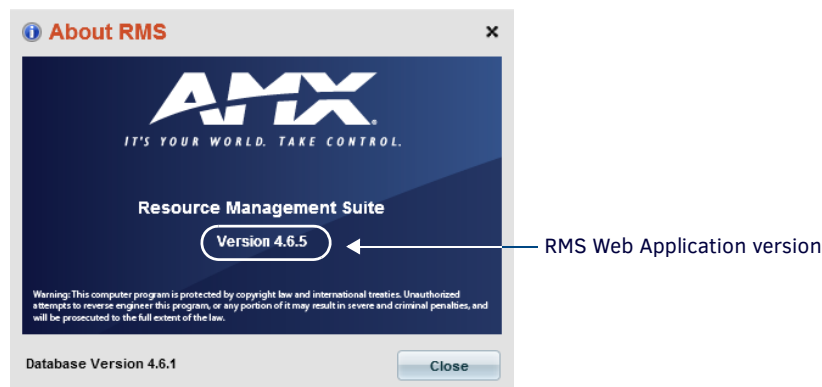 About RMS
AMX
IT'S YOUR WORLD. TAKE CONTROL.
Resource Management Suite
Version 4.6.5
RMS Web Application version
Warning: This computer program is protected by copyright law and international treaties. Unauthorized
attempts to reverse engineer this program, or any portion of it may result in severe and criminal penalties, and
will be prosecuted to the full extent of the law.
Database Version 4.6.1
Close